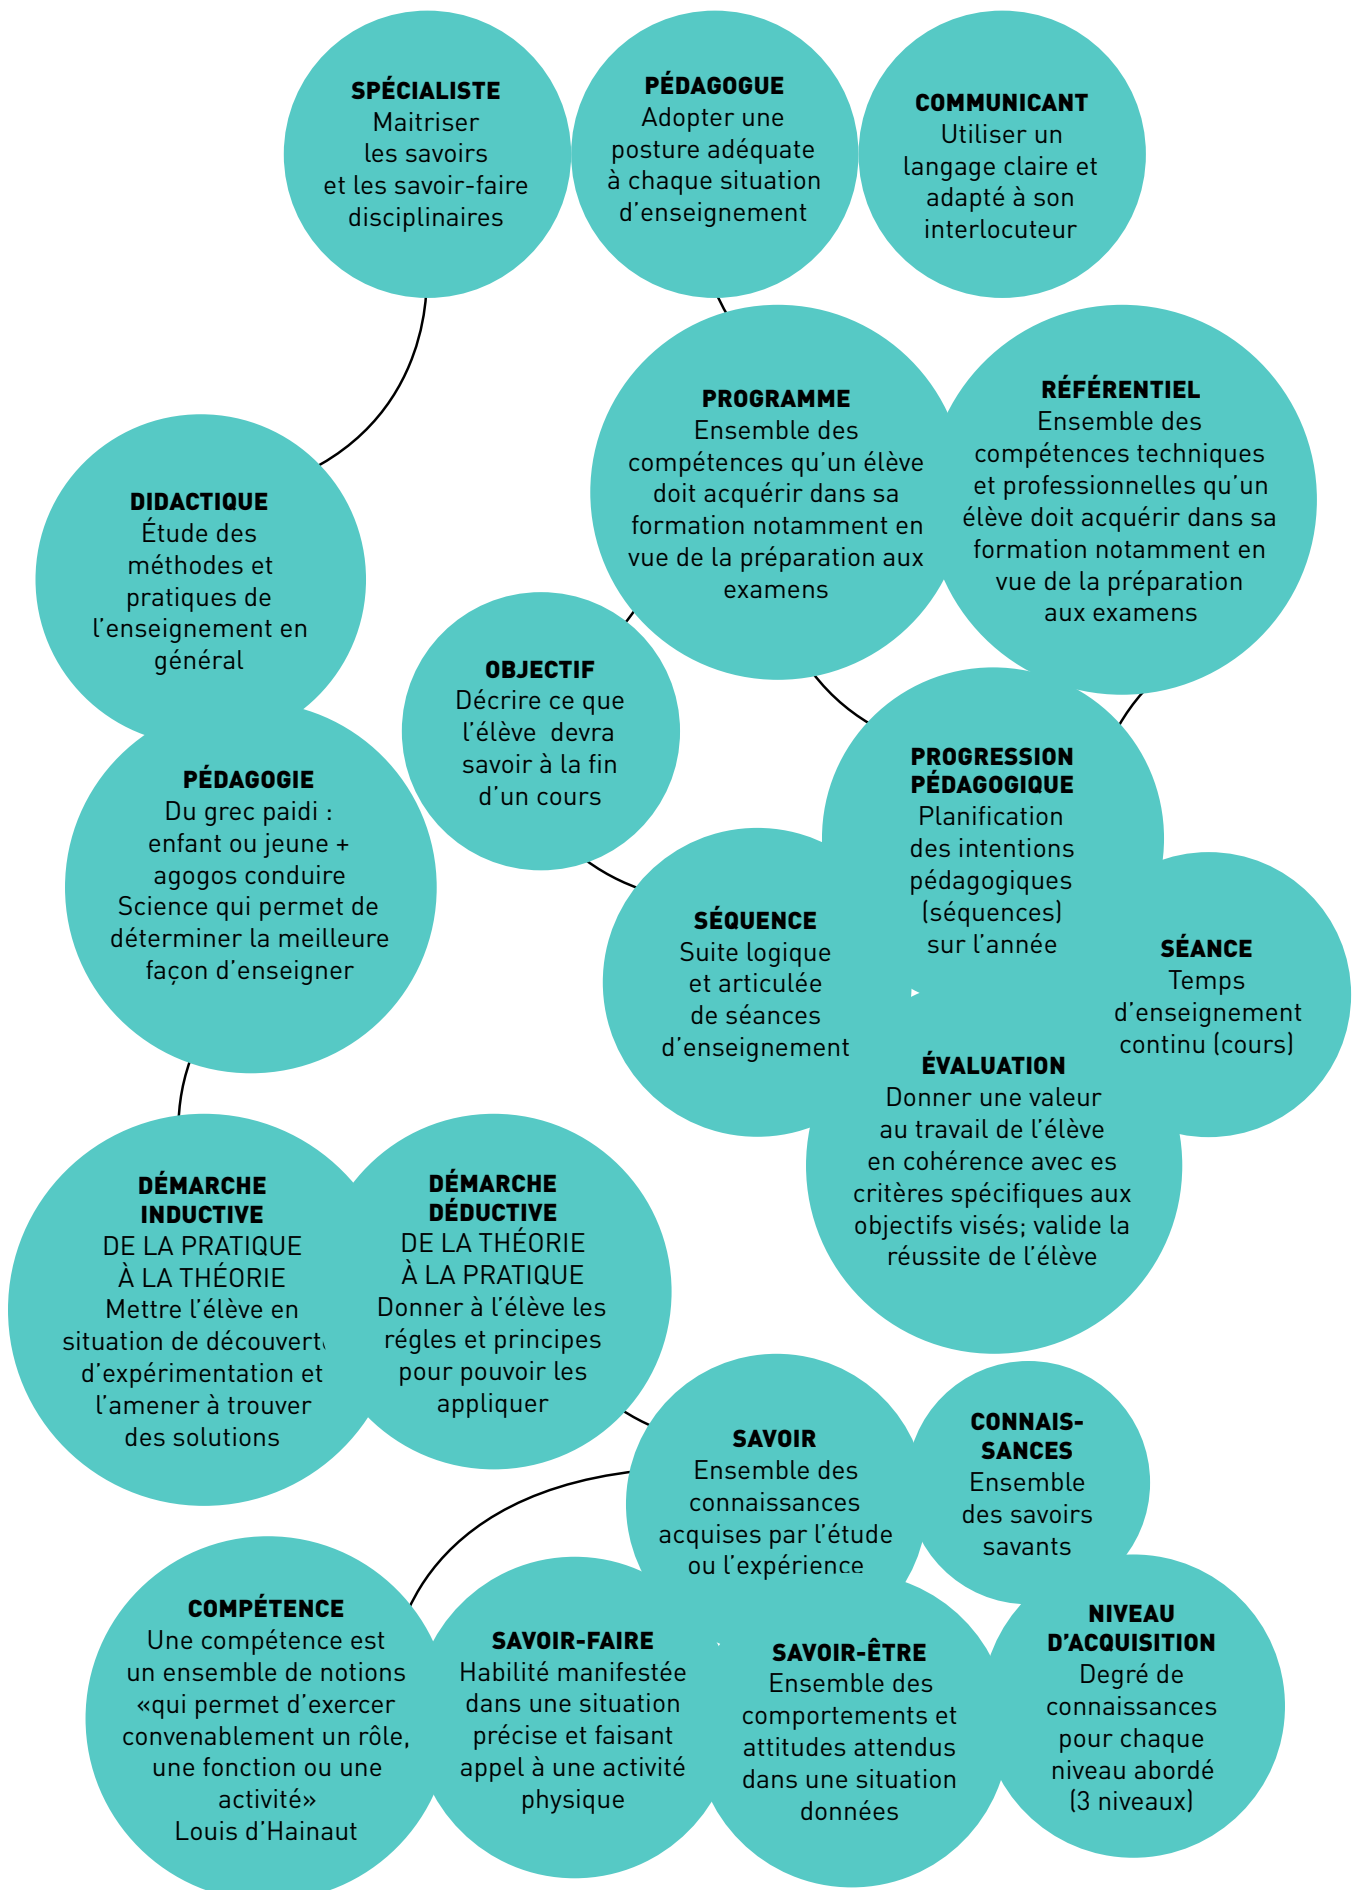 SPÉCIALISTE
Maitriser
les savoirs
et les savoir-faire
disciplinaires
PÉDAGOGUE
Adopter une
posture adéquate
à chaque situation
d’enseignement
COMMUNICANT
Utiliser un
langage claire et
adapté à son
interlocuteur
PROGRAMME
Ensemble des
compétences qu’un élève
doit acquérir dans sa
formation notamment en
vue de la préparation aux
examens
RÉFÉRENTIEL
Ensemble des
compétences techniques
et professionnelles qu’un
élève doit acquérir dans sa
formation notamment en
vue de la préparation
aux examens
DIDACTIQUE
Étude des
méthodes et
pratiques de
l’enseignement en
général
OBJECTIF
Décrire ce que
l’élève devra
savoir à la fin
d’un cours
PÉDAGOGIE
Du grec paidi :
enfant ou jeune +
agogos conduire
Science qui permet de
déterminer la meilleure
façon d’enseigner
PROGRESSION
PÉDAGOGIQUE
Planification
des intentions
pédagogiques
(séquences)
sur l’année
SÉQUENCE
Suite logique
et articulée
de séances
d’enseignement
SÉANCE
Temps
d’enseignement
continu (cours)
ÉVALUATION
Donner une valeur
au travail de l’élève
en cohérence avec es
critères spécifiques aux
objectifs visés; valide la
réussite de l’élève
DÉMARCHE
INDUCTIVE
DE LA PRATIQUE
À LA THÉORIE
Mettre l’élève en
situation de découverte
d’expérimentation et
l’amener à trouver
des solutions
DÉMARCHE
DÉDUCTIVE
DE LA THÉORIE
À LA PRATIQUE
Donner à l’élève les
régles et principes
pour pouvoir les
appliquer
SAVOIR
Ensemble des
connaissances
acquises par l’étude
ou l’expérience
CONNAIS-
SANCES
Ensemble
des savoirs
savants
COMPÉTENCE
Une compétence est
un ensemble de notions
«qui permet d’exercer
convenablement un rôle,
une fonction ou une
activité»
Louis d’Hainaut
SAVOIR-FAIRE
Habilité manifestée
dans une situation
précise et faisant
appel à une activité
physique
SAVOIR-ÊTRE
Ensemble des
comportements et
attitudes attendus
dans une situation
données
NIVEAU
D’ACQUISITION
Degré de
connaissances
pour chaque
niveau abordé
(3 niveaux)